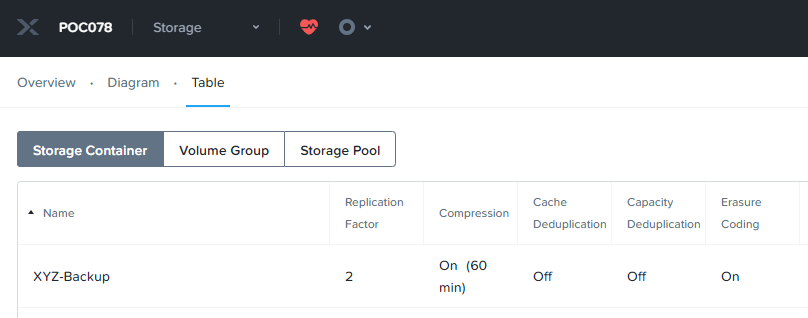 POC078 Storage
Overview · Diagram · Table
Storage Container Volume Group Storage Pool
Name Replication Factor Compression Cache Deduplication Capacity Deduplication Erasure Coding
XYZ-Backup 2 On (60 min) Off Off On